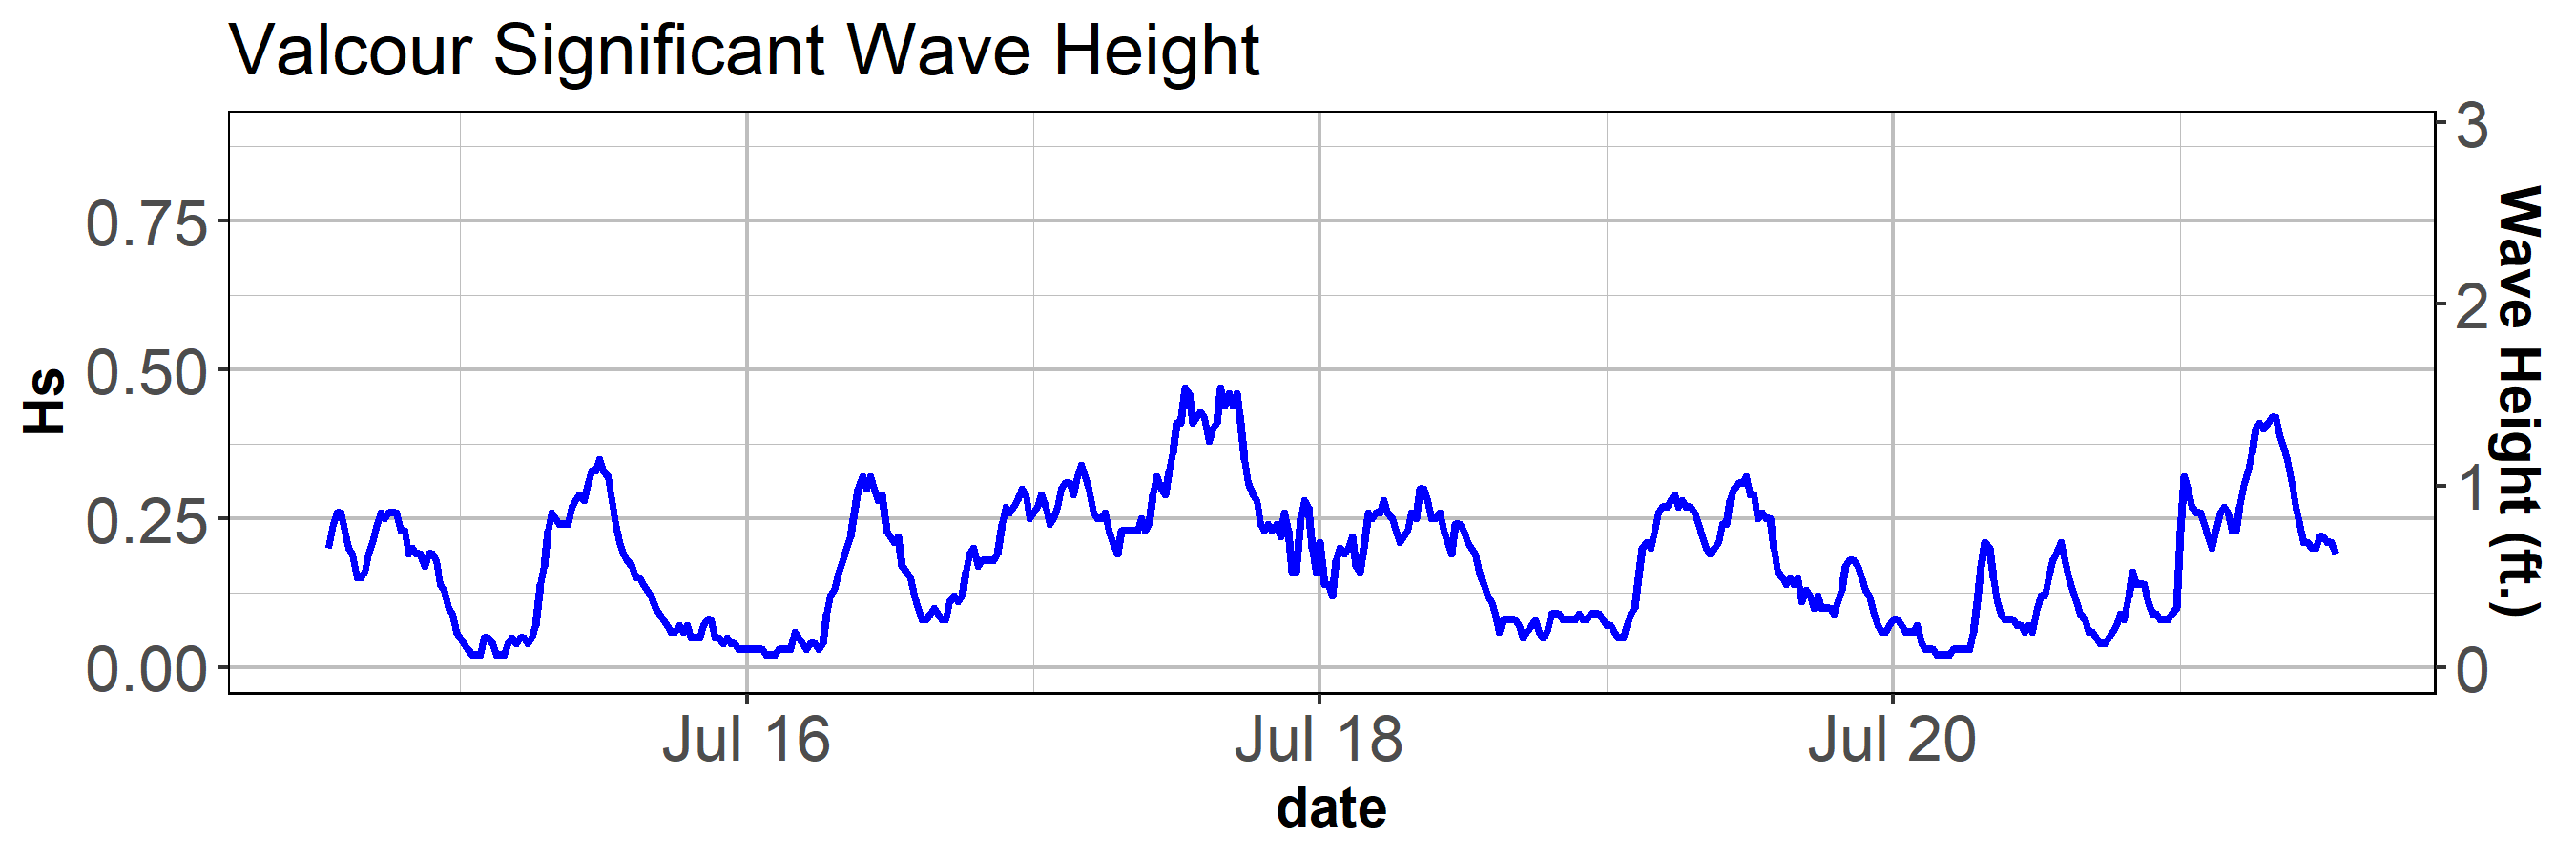 Valcour Significant Wave Height
Hs
0.75
0.50
0.25
0.00
3
2
1
0
Wave Height (ft.)
Jul 16 Jul 18 Jul 20
date